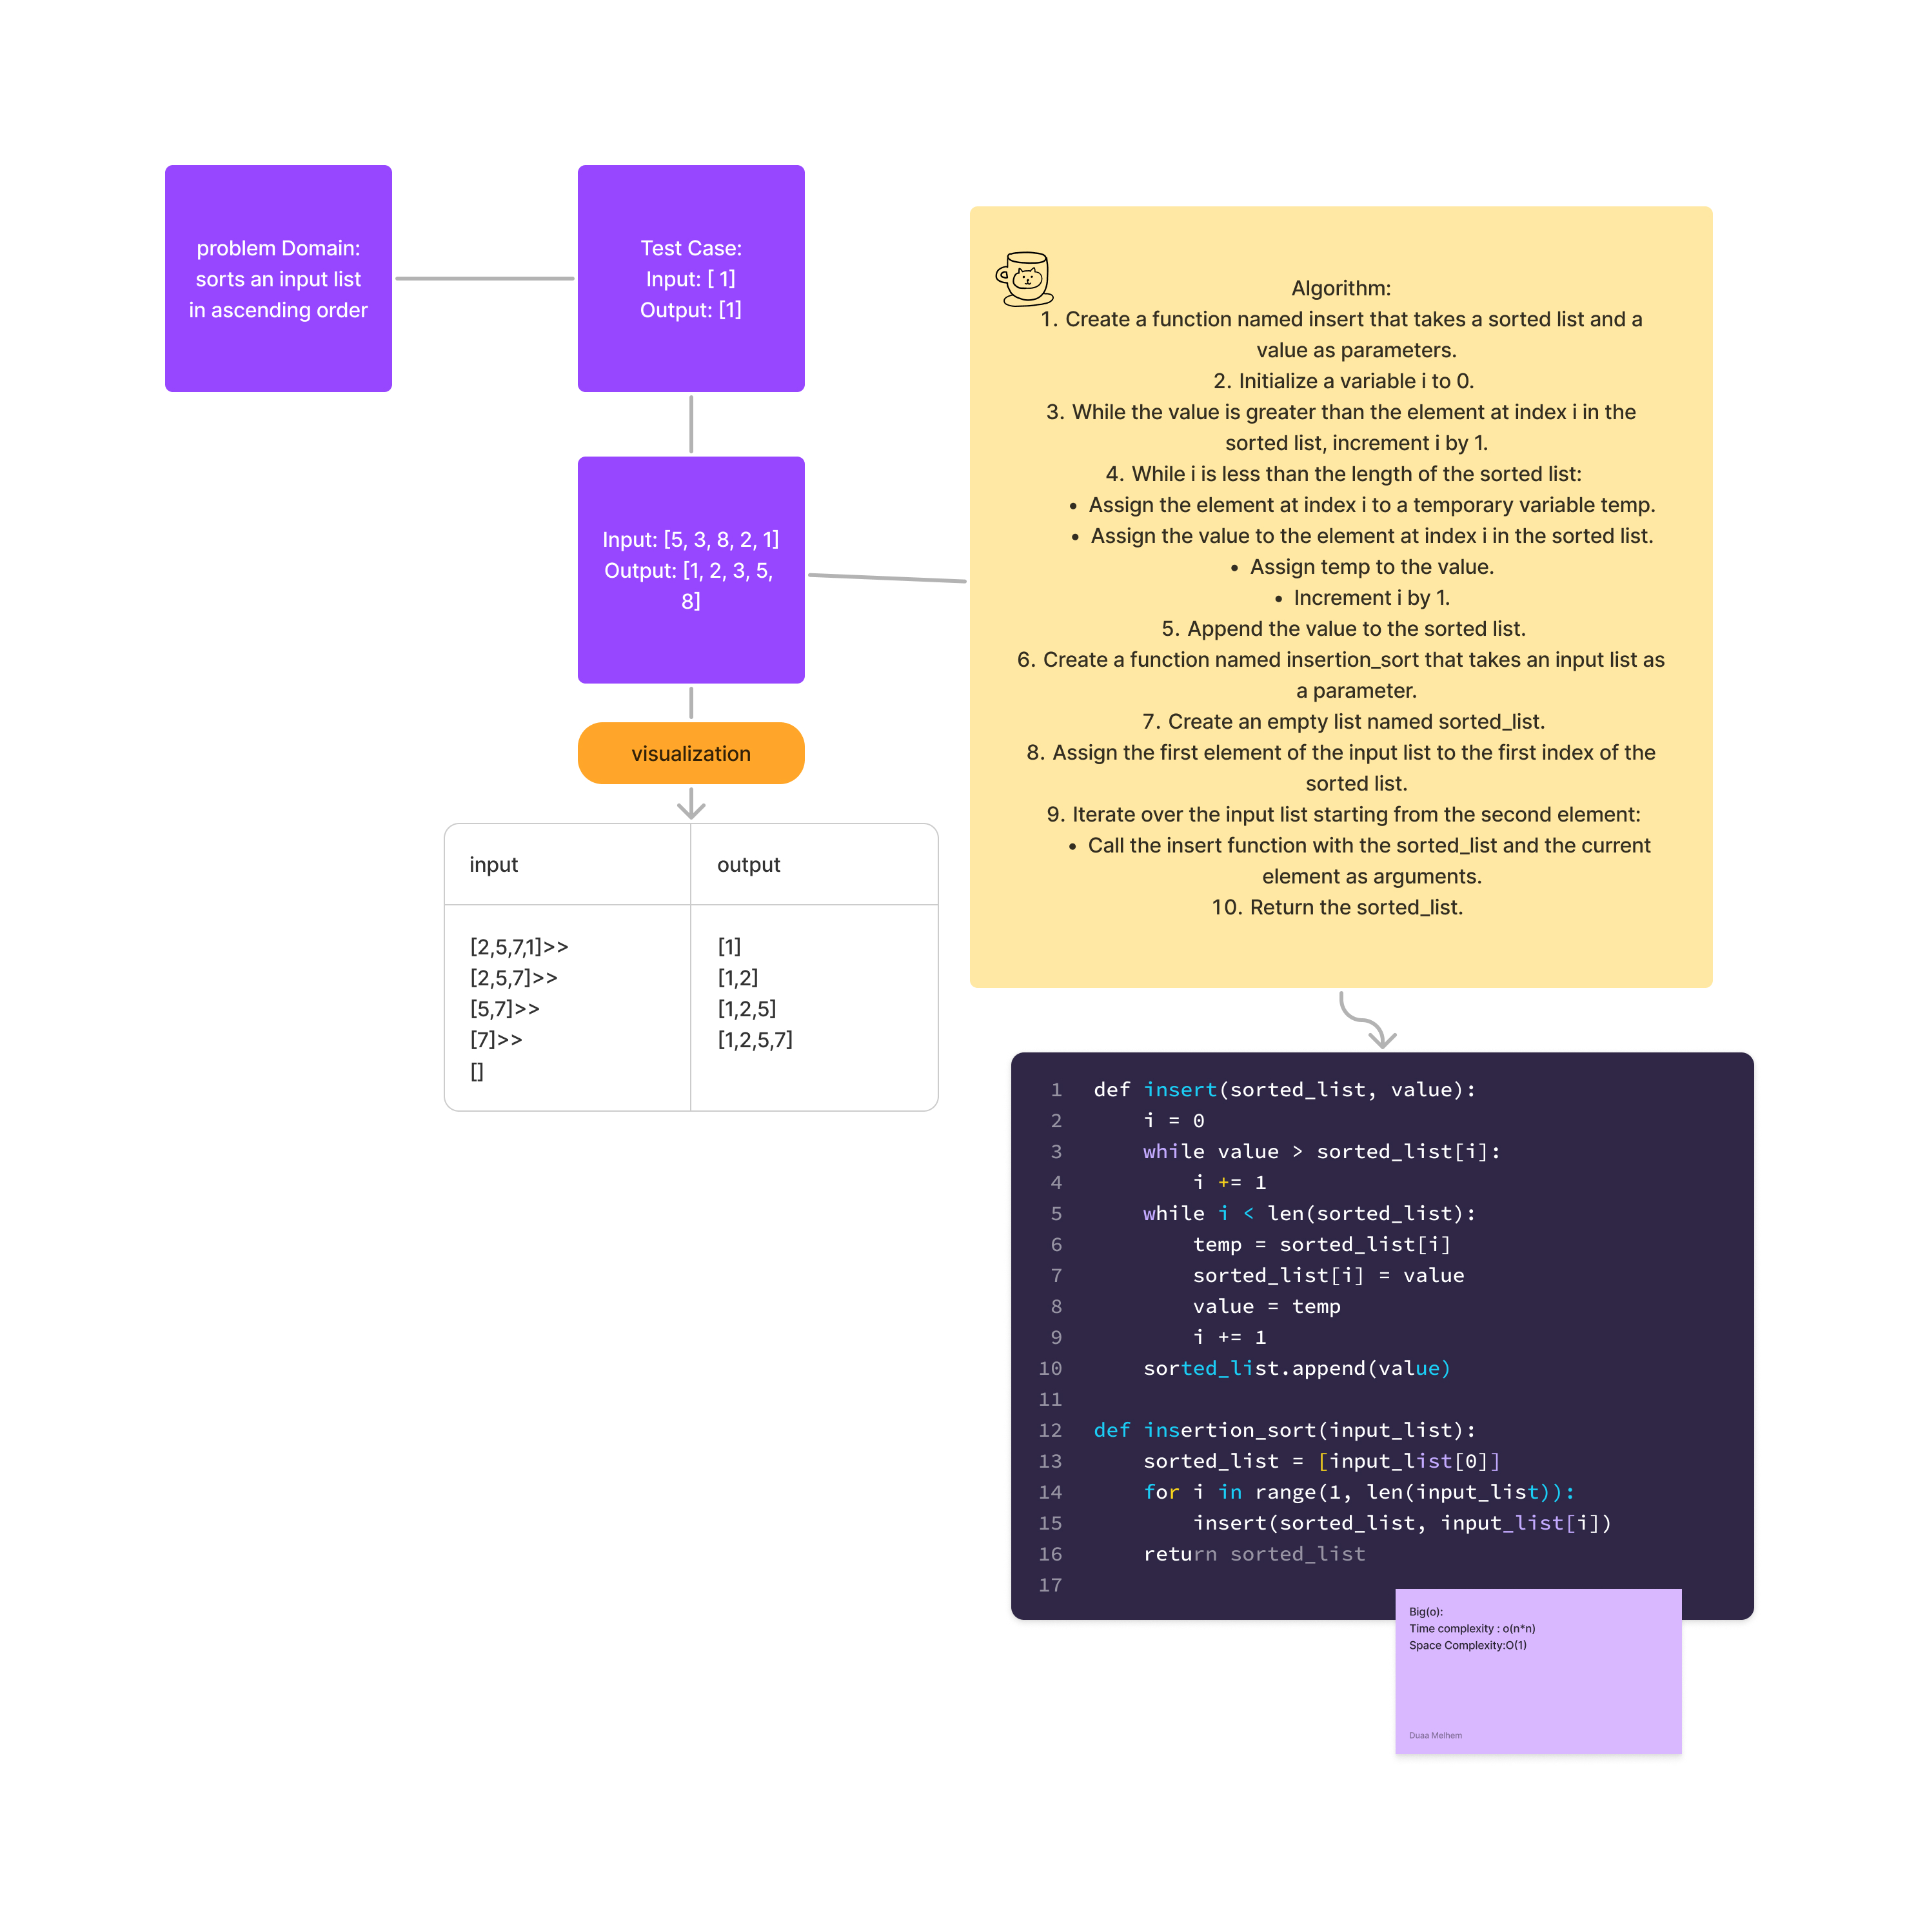 problem Domain:
sorts an input list
in ascending order
Test Case:
Input: [ 1]
Output: [1]
Input: [5, 3, 8, 2, 1]
Output: [1, 2, 3, 5,
8]
visualization
input
output
[2,5,7,1]>>
[1]
[2,5,7]>>
[1,2]
[5,7]>>
[1,2,5]
[7]>>
[1,2,5,7]
[]
Algorithm:
1. Create a function named insert that takes a sorted list and a
value as parameters.
2. Initialize a variable i to 0.
3. While the value is greater than the element at index i in the
sorted list, increment i by 1.
4. While i is less than the length of the sorted list:
• Assign the element at index i to a temporary variable temp.
• Assign the value to the element at index i in the sorted list.
• Assign temp to the value.
• Increment i by 1.
5. Append the value to the sorted list.
6. Create a function named insertion_sort that takes an input list as
a parameter.
7. Create an empty list named sorted_list.
8. Assign the first element of the input list to the first index of the
sorted list.
9. Iterate over the input list starting from the second element:
• Call the insert function with the sorted_list and the current
element as arguments.
10. Return the sorted_list.
1 def insert(sorted_list, value):
2     i = 0
3     while value > sorted_list[i]:
4         i += 1
5     while i < len(sorted_list):
6         temp = sorted_list[i]
7         sorted_list[i] = value
8         value = temp
9         i += 1
10     sorted_list.append(value)
11
12 def insertion_sort(input_list):
13     sorted_list = [input_list[0]]
14     for i in range(1, len(input_list)):
15         insert(sorted_list, input_list[i])
16     return sorted_list
17
Big(o):
Time complexity : o(n*n)
Space Complexity:O(1)
Duaa Melhem